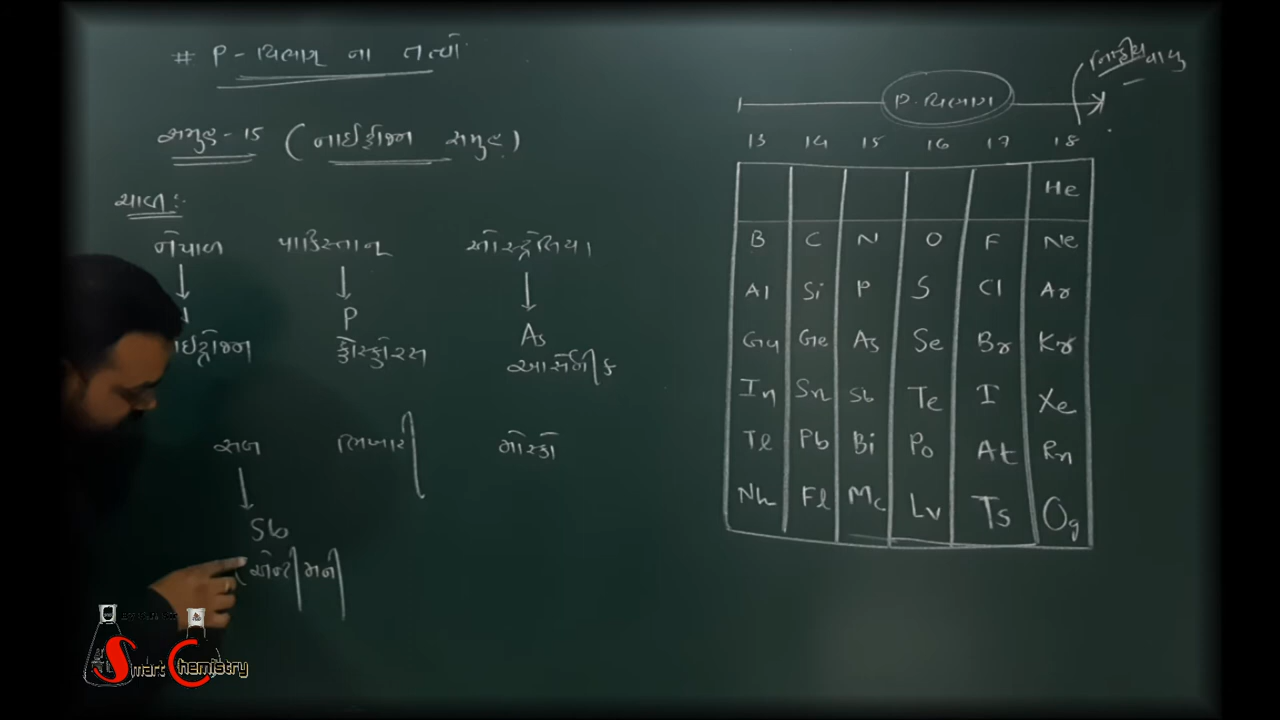 # P-વિભાગ ના તત્વો
સમુહ-15 (નાઈટ્રોજન સમુહ)
ચાવી:-
નેપાળ પાકિસ્તાન ઓસ્ટ્રેલિયા
P As
ાઇટ્રોજન ફોસ્ફોરસ આર્સેનીક
સબ ભિખારી મોસ્કો
Sb
(એન્ટીમની
નિષ્ક્રિય વાયુ
P-વિભાગ
13 14 15 16 17 18
He
B C N O F Ne
Al Si P S Cl Ar
Ga Ge As Se Br Kr
In Sn Sb Te I Xe
Tl Pb Bi Po At Rn
Nh Fl Mc Lv Ts Og
Smart Chemistry